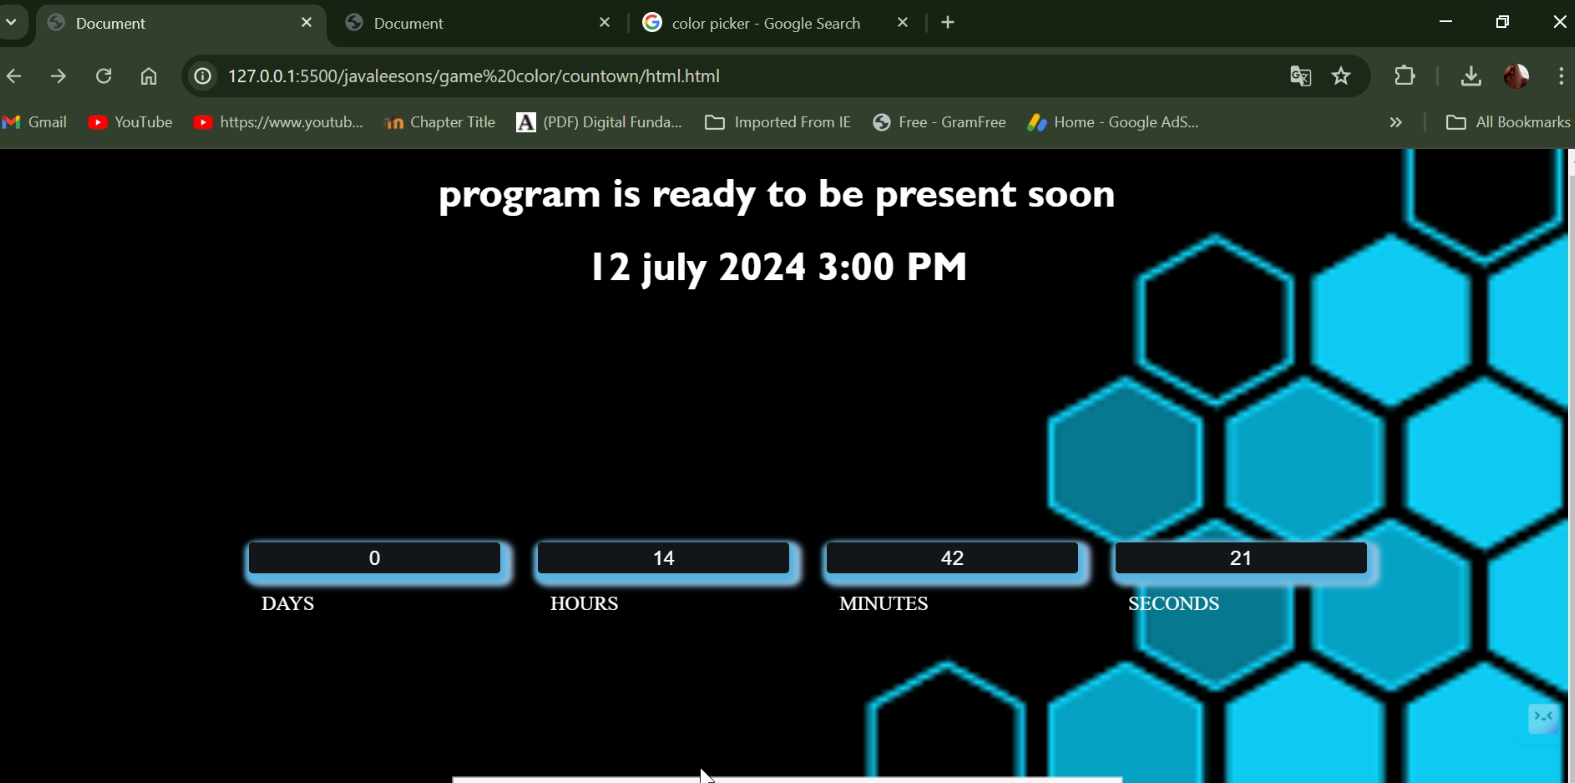 Document
Document
color picker - Google Search
127.0.0.1:5500/javaleesons/game%20color/countown/html.html
Gmail
YouTube
https://www.youtub...
Chapter Title
(PDF) Digital Funda...
Imported From IE
Free - GramFree
Home - Google AdS...
All Bookmarks
program is ready to be present soon
12 july 2024 3:00 PM
0 14 42 21
DAYS HOURS MINUTES SECONDS